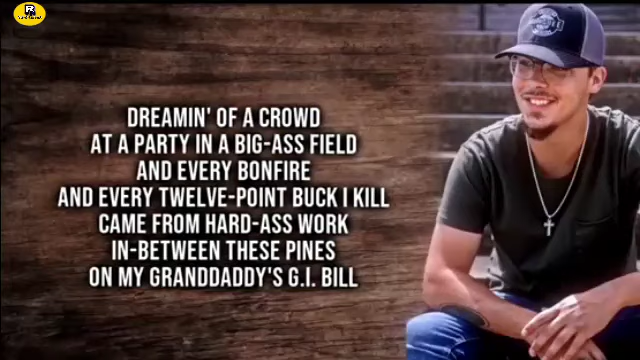 DREAMIN' OF A CROWD
AT A PARTY IN A BIG-ASS FIELD
AND EVERY BONFIRE
AND EVERY TWELVE-POINT BUCK I KILL
CAME FROM HARD-ASS WORK
IN-BETWEEN THESE PINES
ON MY GRANDDADDY'S G.I. BILL